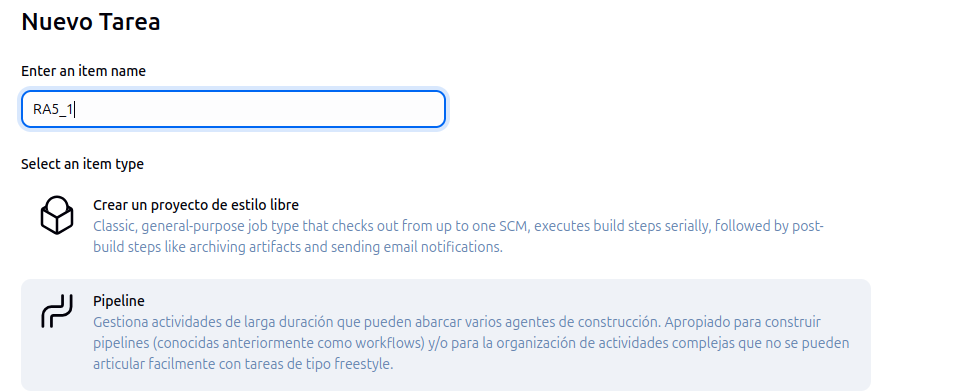 Nuevo Tarea
Enter an item name
RA5_1
Select an item type
Crear un proyecto de estilo libre
Classic, general-purpose job type that checks out from up to one SCM, executes build steps serially, followed by post-
build steps like archiving artifacts and sending email notifications.
Pipeline
Gestiona actividades de larga duración que pueden abarcar varios agentes de construcción. Apropiado para construir
pipelines (conocidas anteriormente como workflows) y/o para la organización de actividades complejas que no se pueden
articular facilmente con tareas de tipo freestyle.